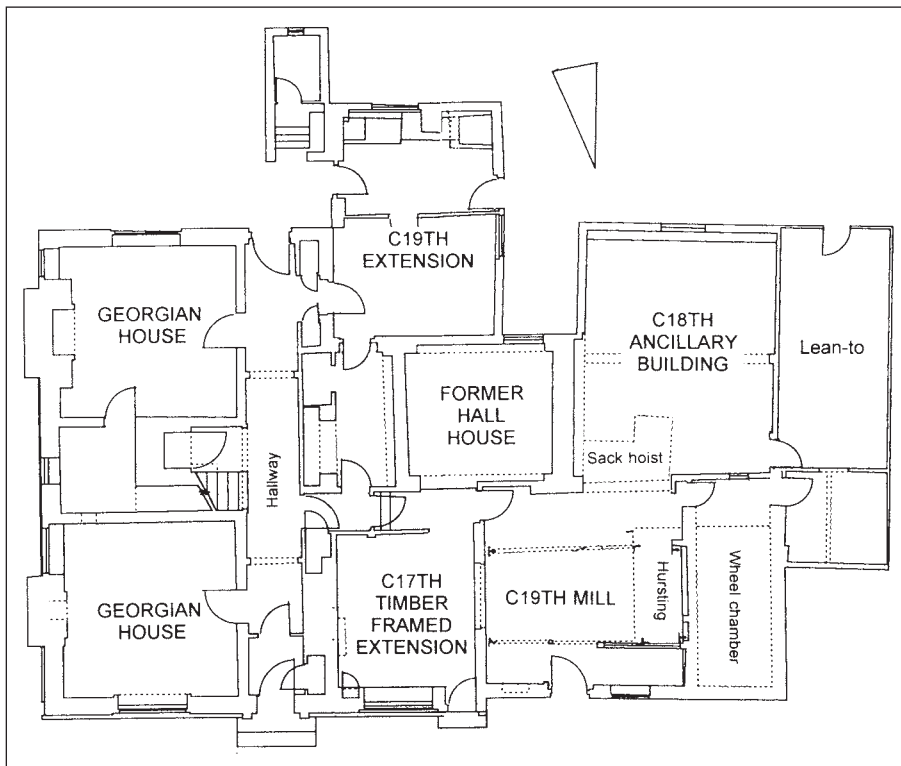 C19TH
EXTENSION
GEORGIAN
HOUSE
C18TH
ANCILLARY
BUILDING
Lean-to
FORMER
HALL
HOUSE
Sack hoist
Hallway
GEORGIAN
HOUSE
C17TH
TIMBER
FRAMED
EXTENSION
C19TH MILL
Hursting
Wheel chamber